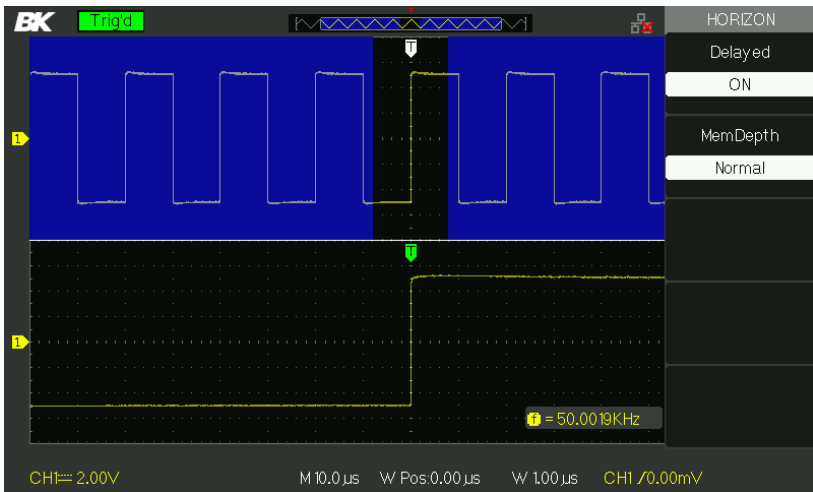 BK Trig'd T HORIZON
Delayed
ON
MemDepth
Normal
T
1
T
1
f = 50.0019KHz
CH1 2.00V M 10.0µs W Pos:0.00µs W 1.00µs CH1 / 0.00mV